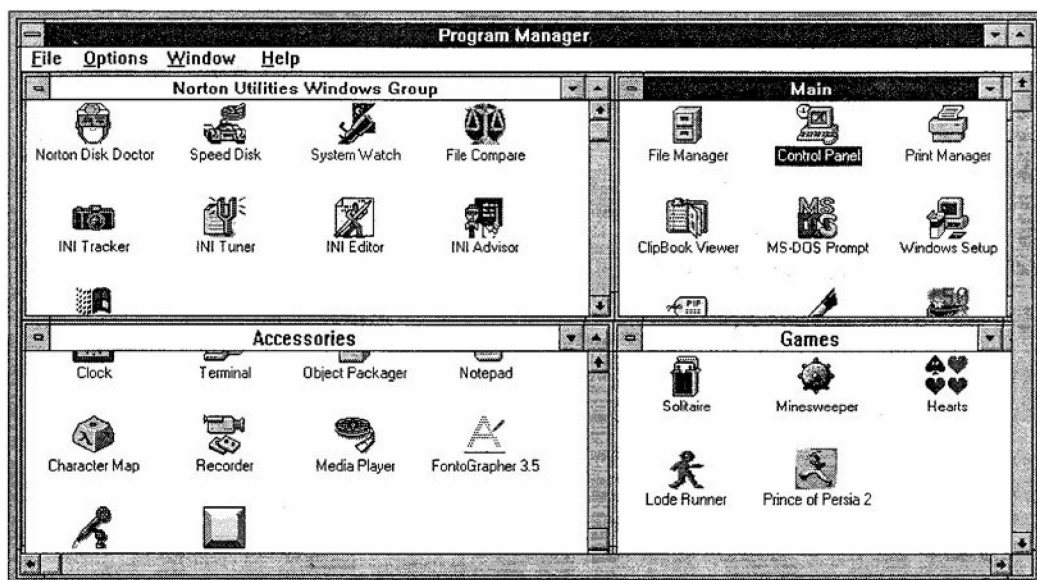 Program Manager
File Options Window Help
Norton Utilities Windows Group
Norton Disk Doctor Speed Disk System Watch File Compare
INI Tracker INI Tuner INI Editor INI Advisor
Main
File Manager Control Panel Print Manager
MS
DOS
ClipBook Viewer MS-DOS Prompt Windows Setup
PIF
Accessories
Clock Terminal Object Packager Notepad
Character Map Recorder Media Player FontoGrapher 3.5
Games
Solitaire Minesweeper Hearts
Lode Runner Prince of Persia 2